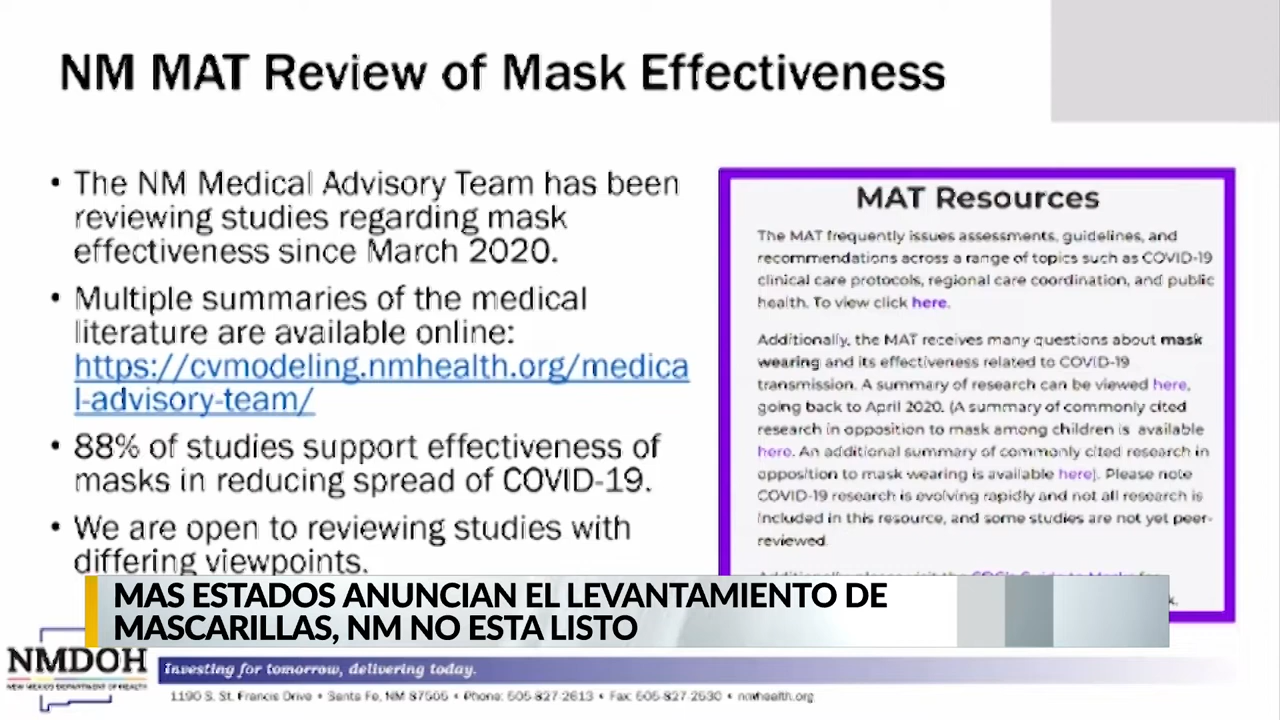 NM MAT Review of Mask Effectiveness
• The NM Medical Advisory Team has been
reviewing studies regarding mask
effectiveness since March 2020.
• Multiple summaries of the medical
literature are available online:
https://cvmodeling.nmhealth.org/medica
l-advisory-team/
• 88% of studies support effectiveness of
masks in reducing spread of COVID-19.
• We are open to reviewing studies with
differing viewpoints.
MAT Resources
The MAT frequently issues assessments, guidelines, and
recommendations across a range of topics such as COVID-19
clinical care protocols, regional care coordination, and public
health. To view click here.
Additionally, the MAT receives many questions about mask
wearing and its effectiveness related to COVID-19
transmission. A summary of research can be viewed here,
going back to April 2020. (A summary of commonly cited
research in opposition to mask among children is available
here. An additional summary of commonly cited research in
opposition to mask wearing is available here). Please note
COVID-19 research is evolving rapidly and not all research is
included in this resource, and some studies are not yet peer-
reviewed.
MAS ESTADOS ANUNCIAN EL LEVANTAMIENTO DE
MASCARILLAS, NM NO ESTA LISTO
NMDOH
NEW MEXICO DEPARTMENT OF HEALTH
Investing for tomorrow, delivering today.
1190 S. St. Francis Drive • Santa Fe, NM 87505 • Phone: 505-827-2613 • Fax: 505-827-2530 • nmhealth.org